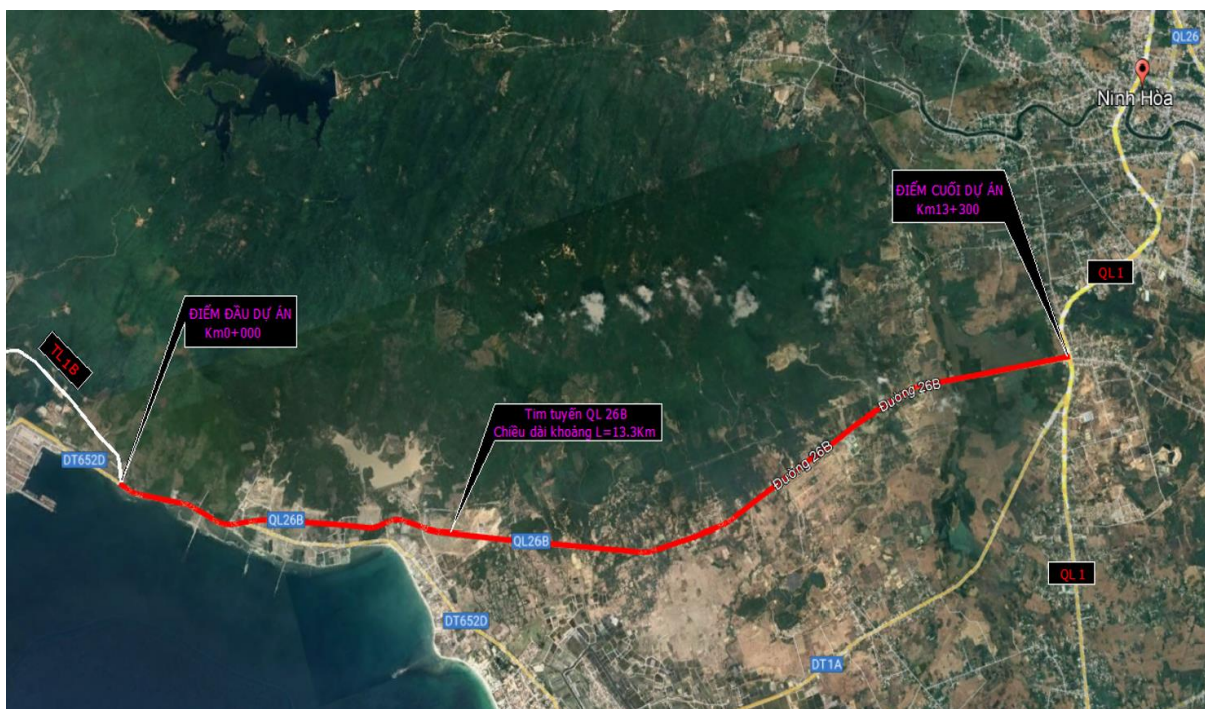 QL26
Ninh Hòa
ĐIỂM CUỐI DỰ ÁN
Km13+300
QL 1
ĐIỂM ĐẦU DỰ ÁN
Km0+000
TL1B
Đường 26B
Tim tuyến QL 26B
Chiều dài khoảng L=13.3Km
Đường 26B
DT652D
QL26B
QL26B
QL 1
DT652D
DT1A